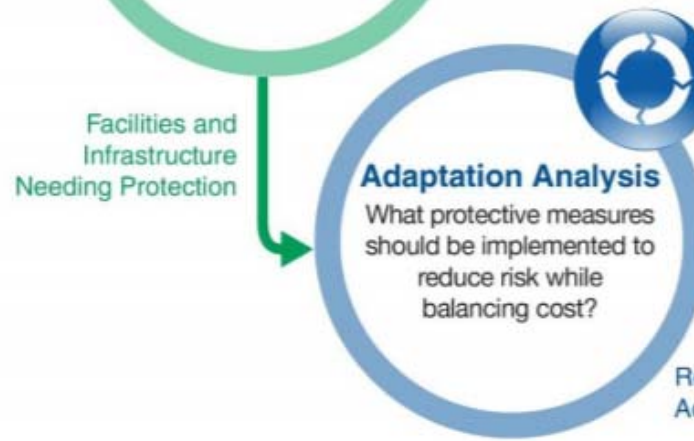 Facilities and
Infrastructure
Needing Protection
Adaptation Analysis
What protective measures
should be implemented to
reduce risk while
balancing cost?